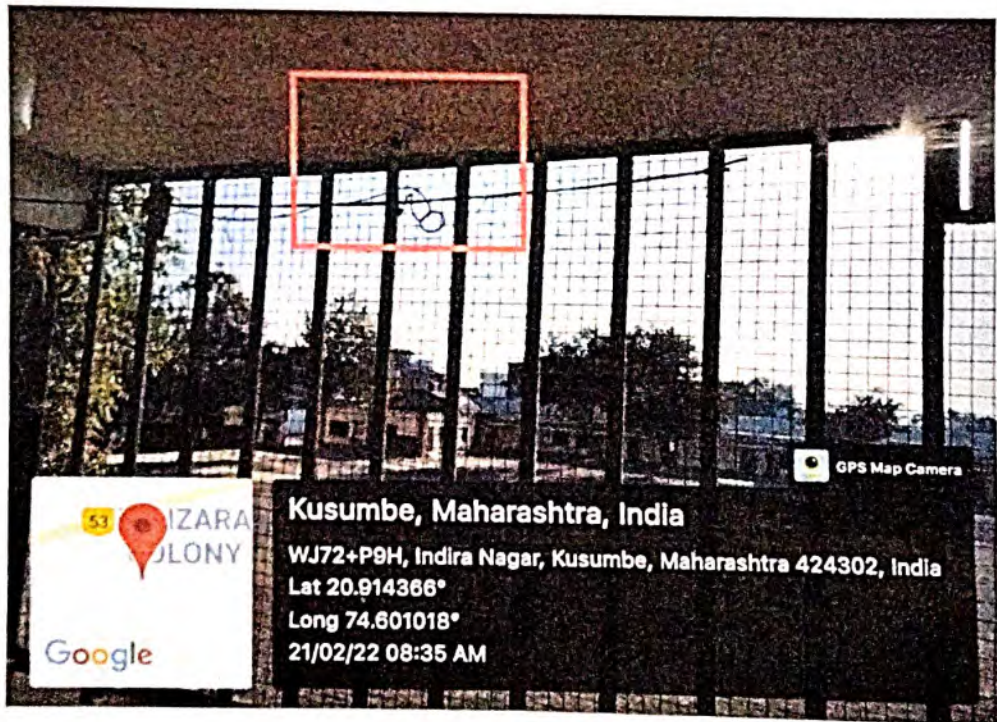 GPS Map Camera
53
IZARA
OLONY
Google
Kusumbe, Maharashtra, India
WJ72+P9H, Indira Nagar, Kusumbe, Maharashtra 424302, India
Lat 20.914366°
Long 74.601018°
21/02/22 08:35 AM